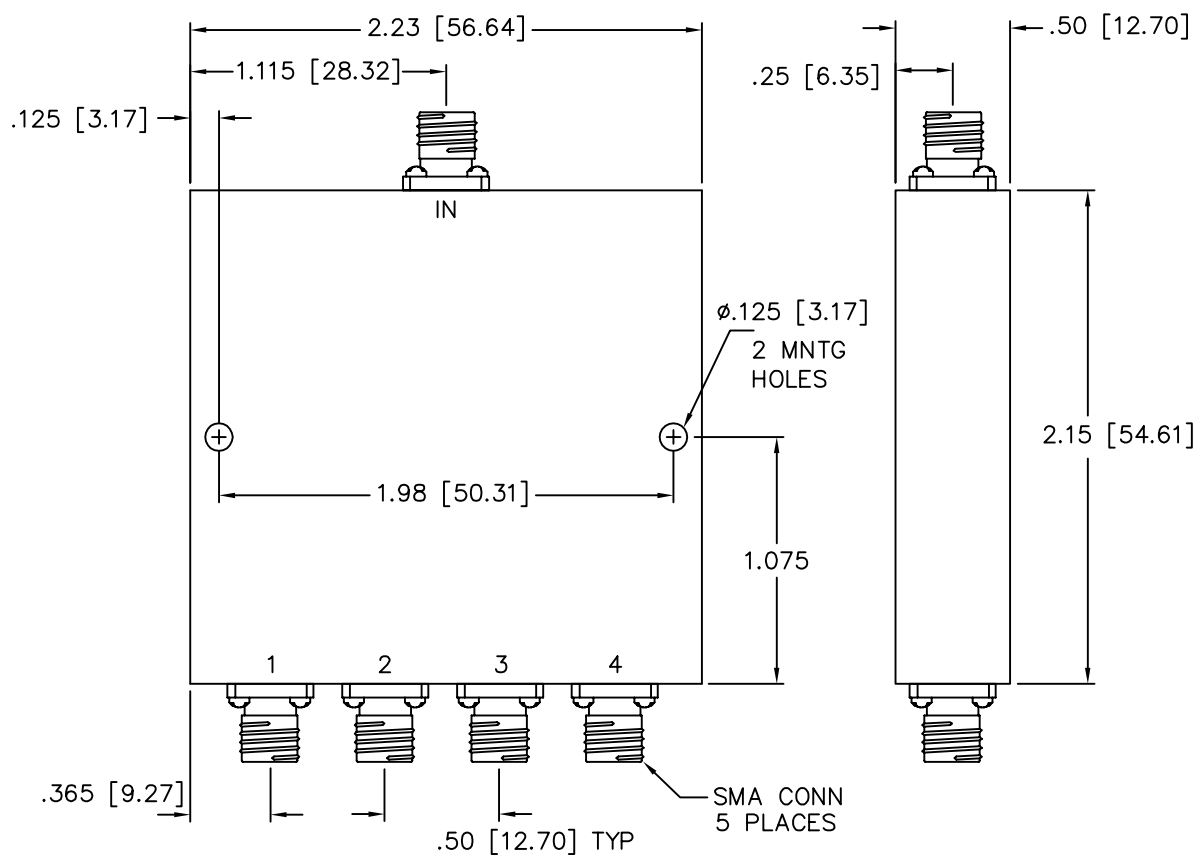 2.23 [56.64]
.50 [12.70]
1.115 [28.32]
.25 [6.35]
.125 [3.17]
IN
ø.125 [3.17]
2 MNTG
HOLES
2.15 [54.61]
1.98 [50.31]
1.075
1 2 3 4
.365 [9.27]
SMA CONN
5 PLACES
.50 [12.70] TYP